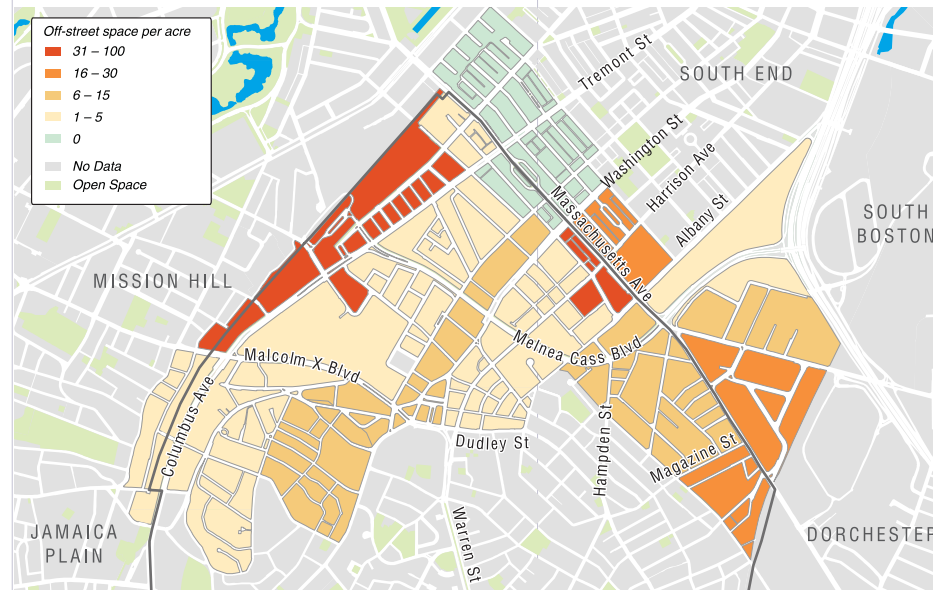 Off-street space per acre
31 – 100
16 – 30
6 – 15
1 – 5
0
No Data
Open Space
Tremont St
SOUTH END
Washington St
Harrison Ave
Albany St
Massachusetts Ave
SOUTH
BOSTON
MISSION HILL
Malcolm X Blvd
Melnea Cass Blvd
Columbus Ave
Dudley St
Hampden St
Magazine St
Warren St
JAMAICA
PLAIN
DORCHESTER